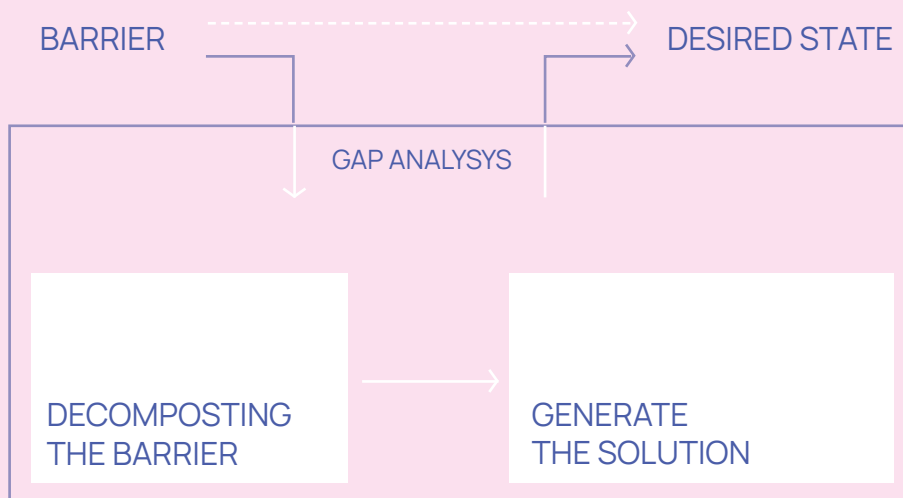 BARRIER
DESIRED STATE
GAP ANALYSYS
DECOMPOSTING
THE BARRIER
GENERATE
THE SOLUTION